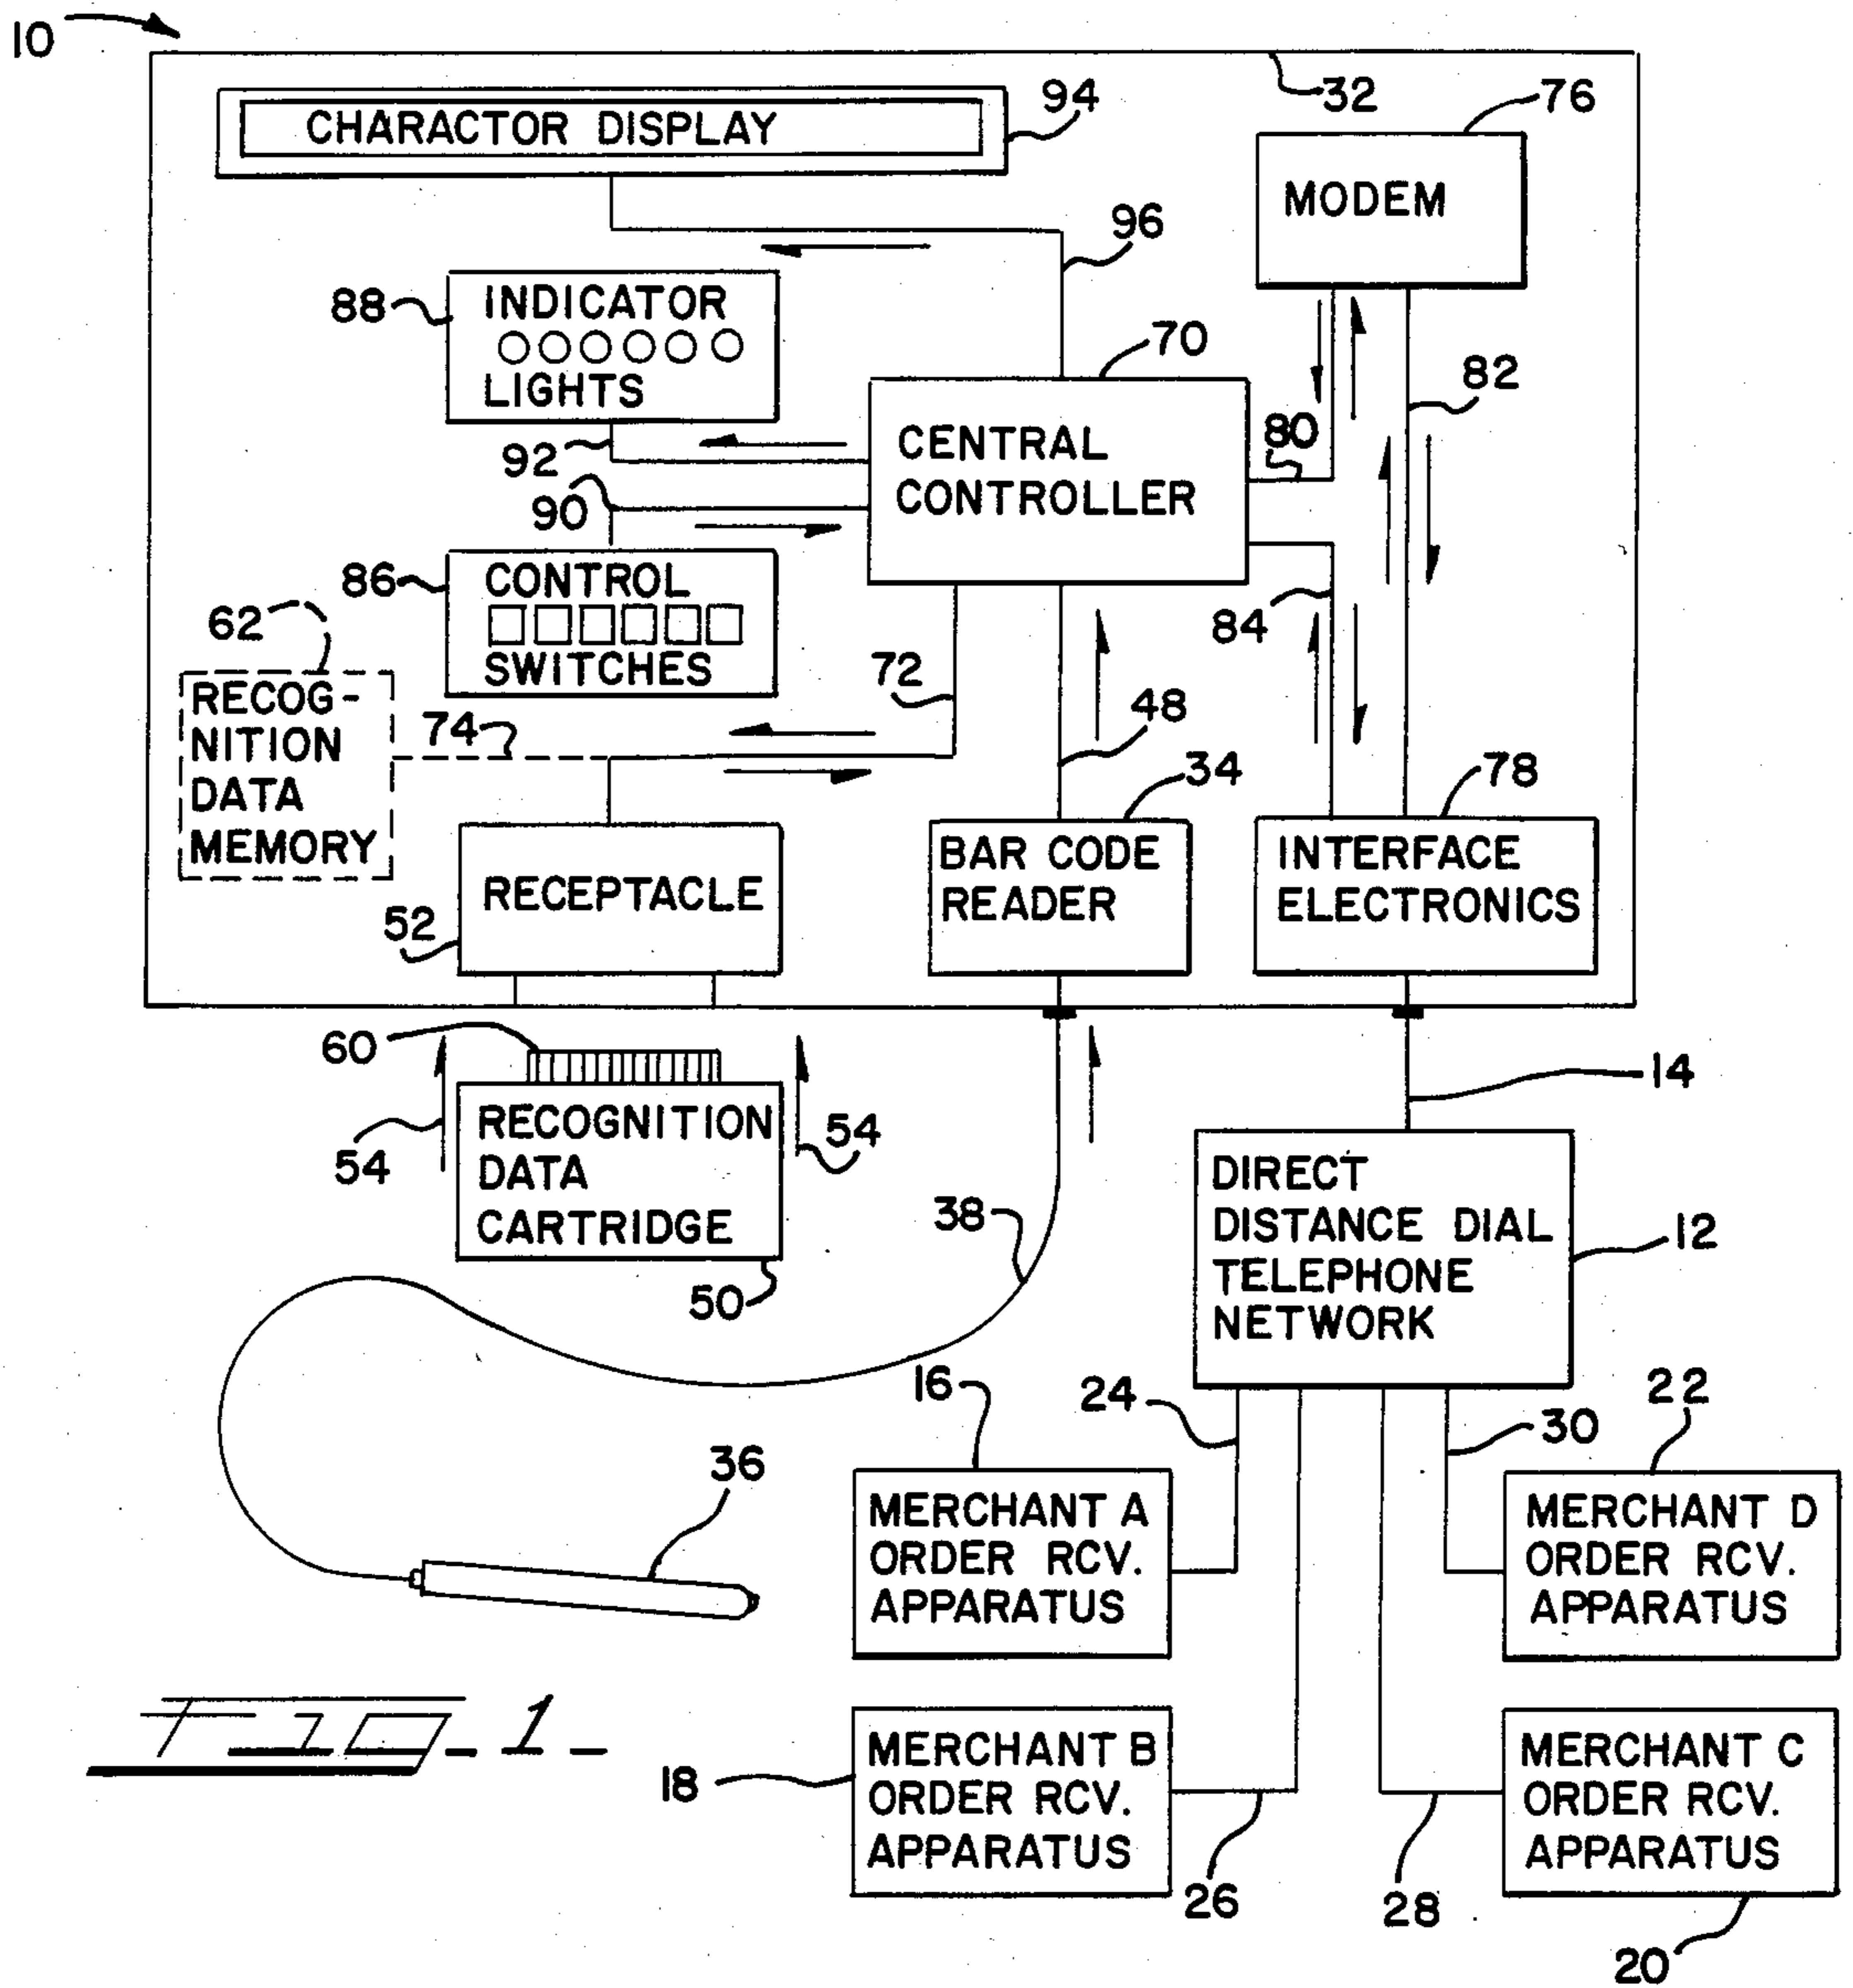 10
32
CHARACTOR DISPLAY
94
76
MODEM
96
88
INDICATOR
LIGHTS
70
82
92
80
CENTRAL
CONTROLLER
90
86
CONTROL
SWITCHES
62
84
RECOG-
NITION
DATA
MEMORY
74
72
48
34
78
RECEPTACLE
52
BAR CODE
READER
INTERFACE
ELECTRONICS
60
14
54
RECOGNITION
DATA
CARTRIDGE
54
50
38
DIRECT
DISTANCE DIAL
TELEPHONE
NETWORK
12
16
24
30
22
36
MERCHANT A
ORDER RCV.
APPARATUS
MERCHANT D
ORDER RCV.
APPARATUS
FIG_1_
18
MERCHANT B
ORDER RCV.
APPARATUS
26
28
MERCHANT C
ORDER RCV.
APPARATUS
20